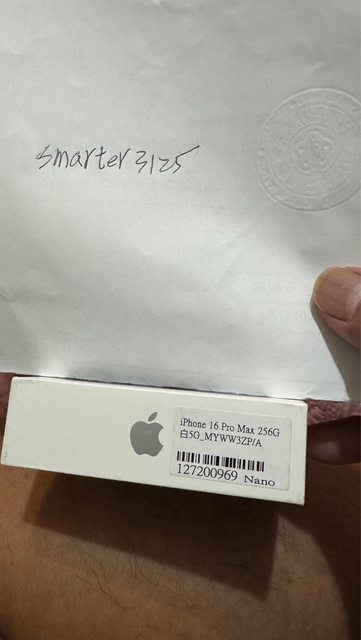 smarter3125
iPhone 16 Pro Max 256G
白5G_MYWW3ZP/A
127200969 Nano